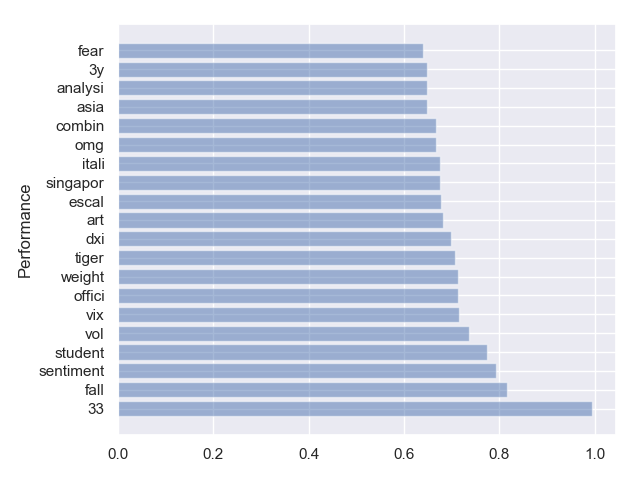 fear
3y
analysi
asia
combin
omg
itali
singapor
escal
art
dxi
tiger
weight
offici
vix
vol
student
sentiment
fall
33
Performance
0.0 0.2 0.4 0.6 0.8 1.0